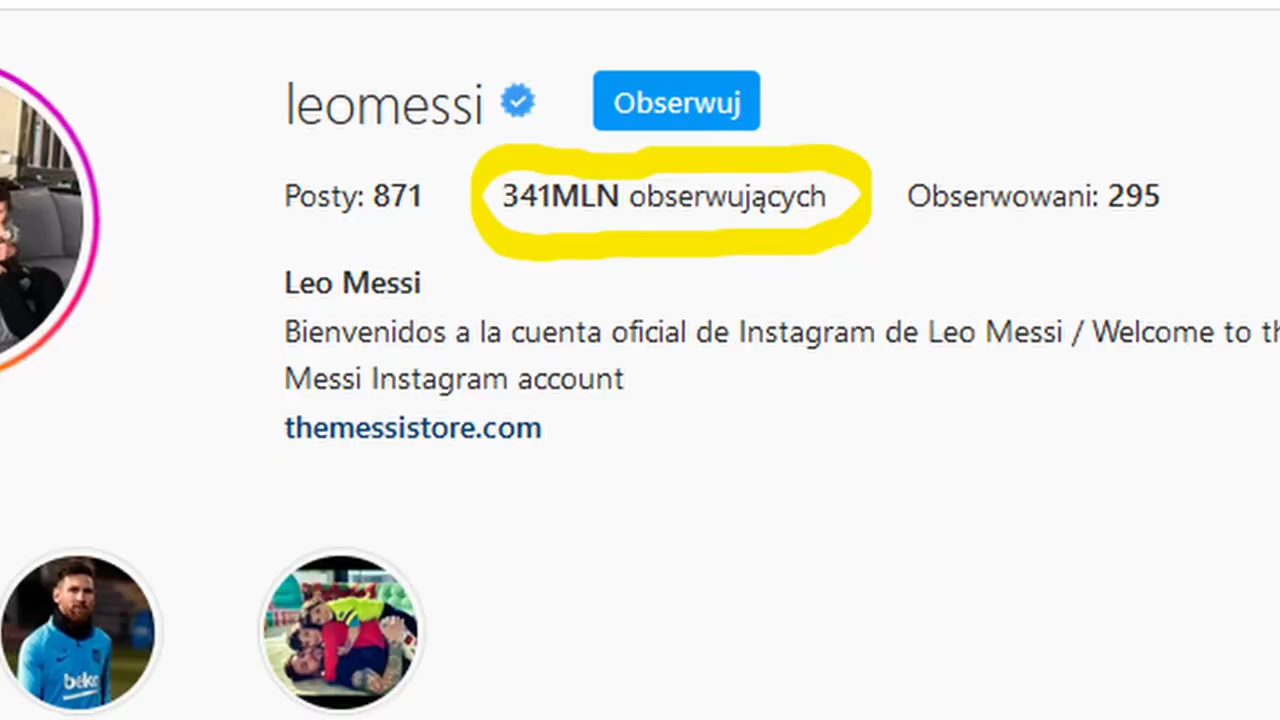 leomessi Obserwuj
Posty: 871 341MLN obserwujących Obserwowani: 295
Leo Messi
Bienvenidos a la cuenta oficial de Instagram de Leo Messi / Welcome to
Messi Instagram account
themessistore.com
beko